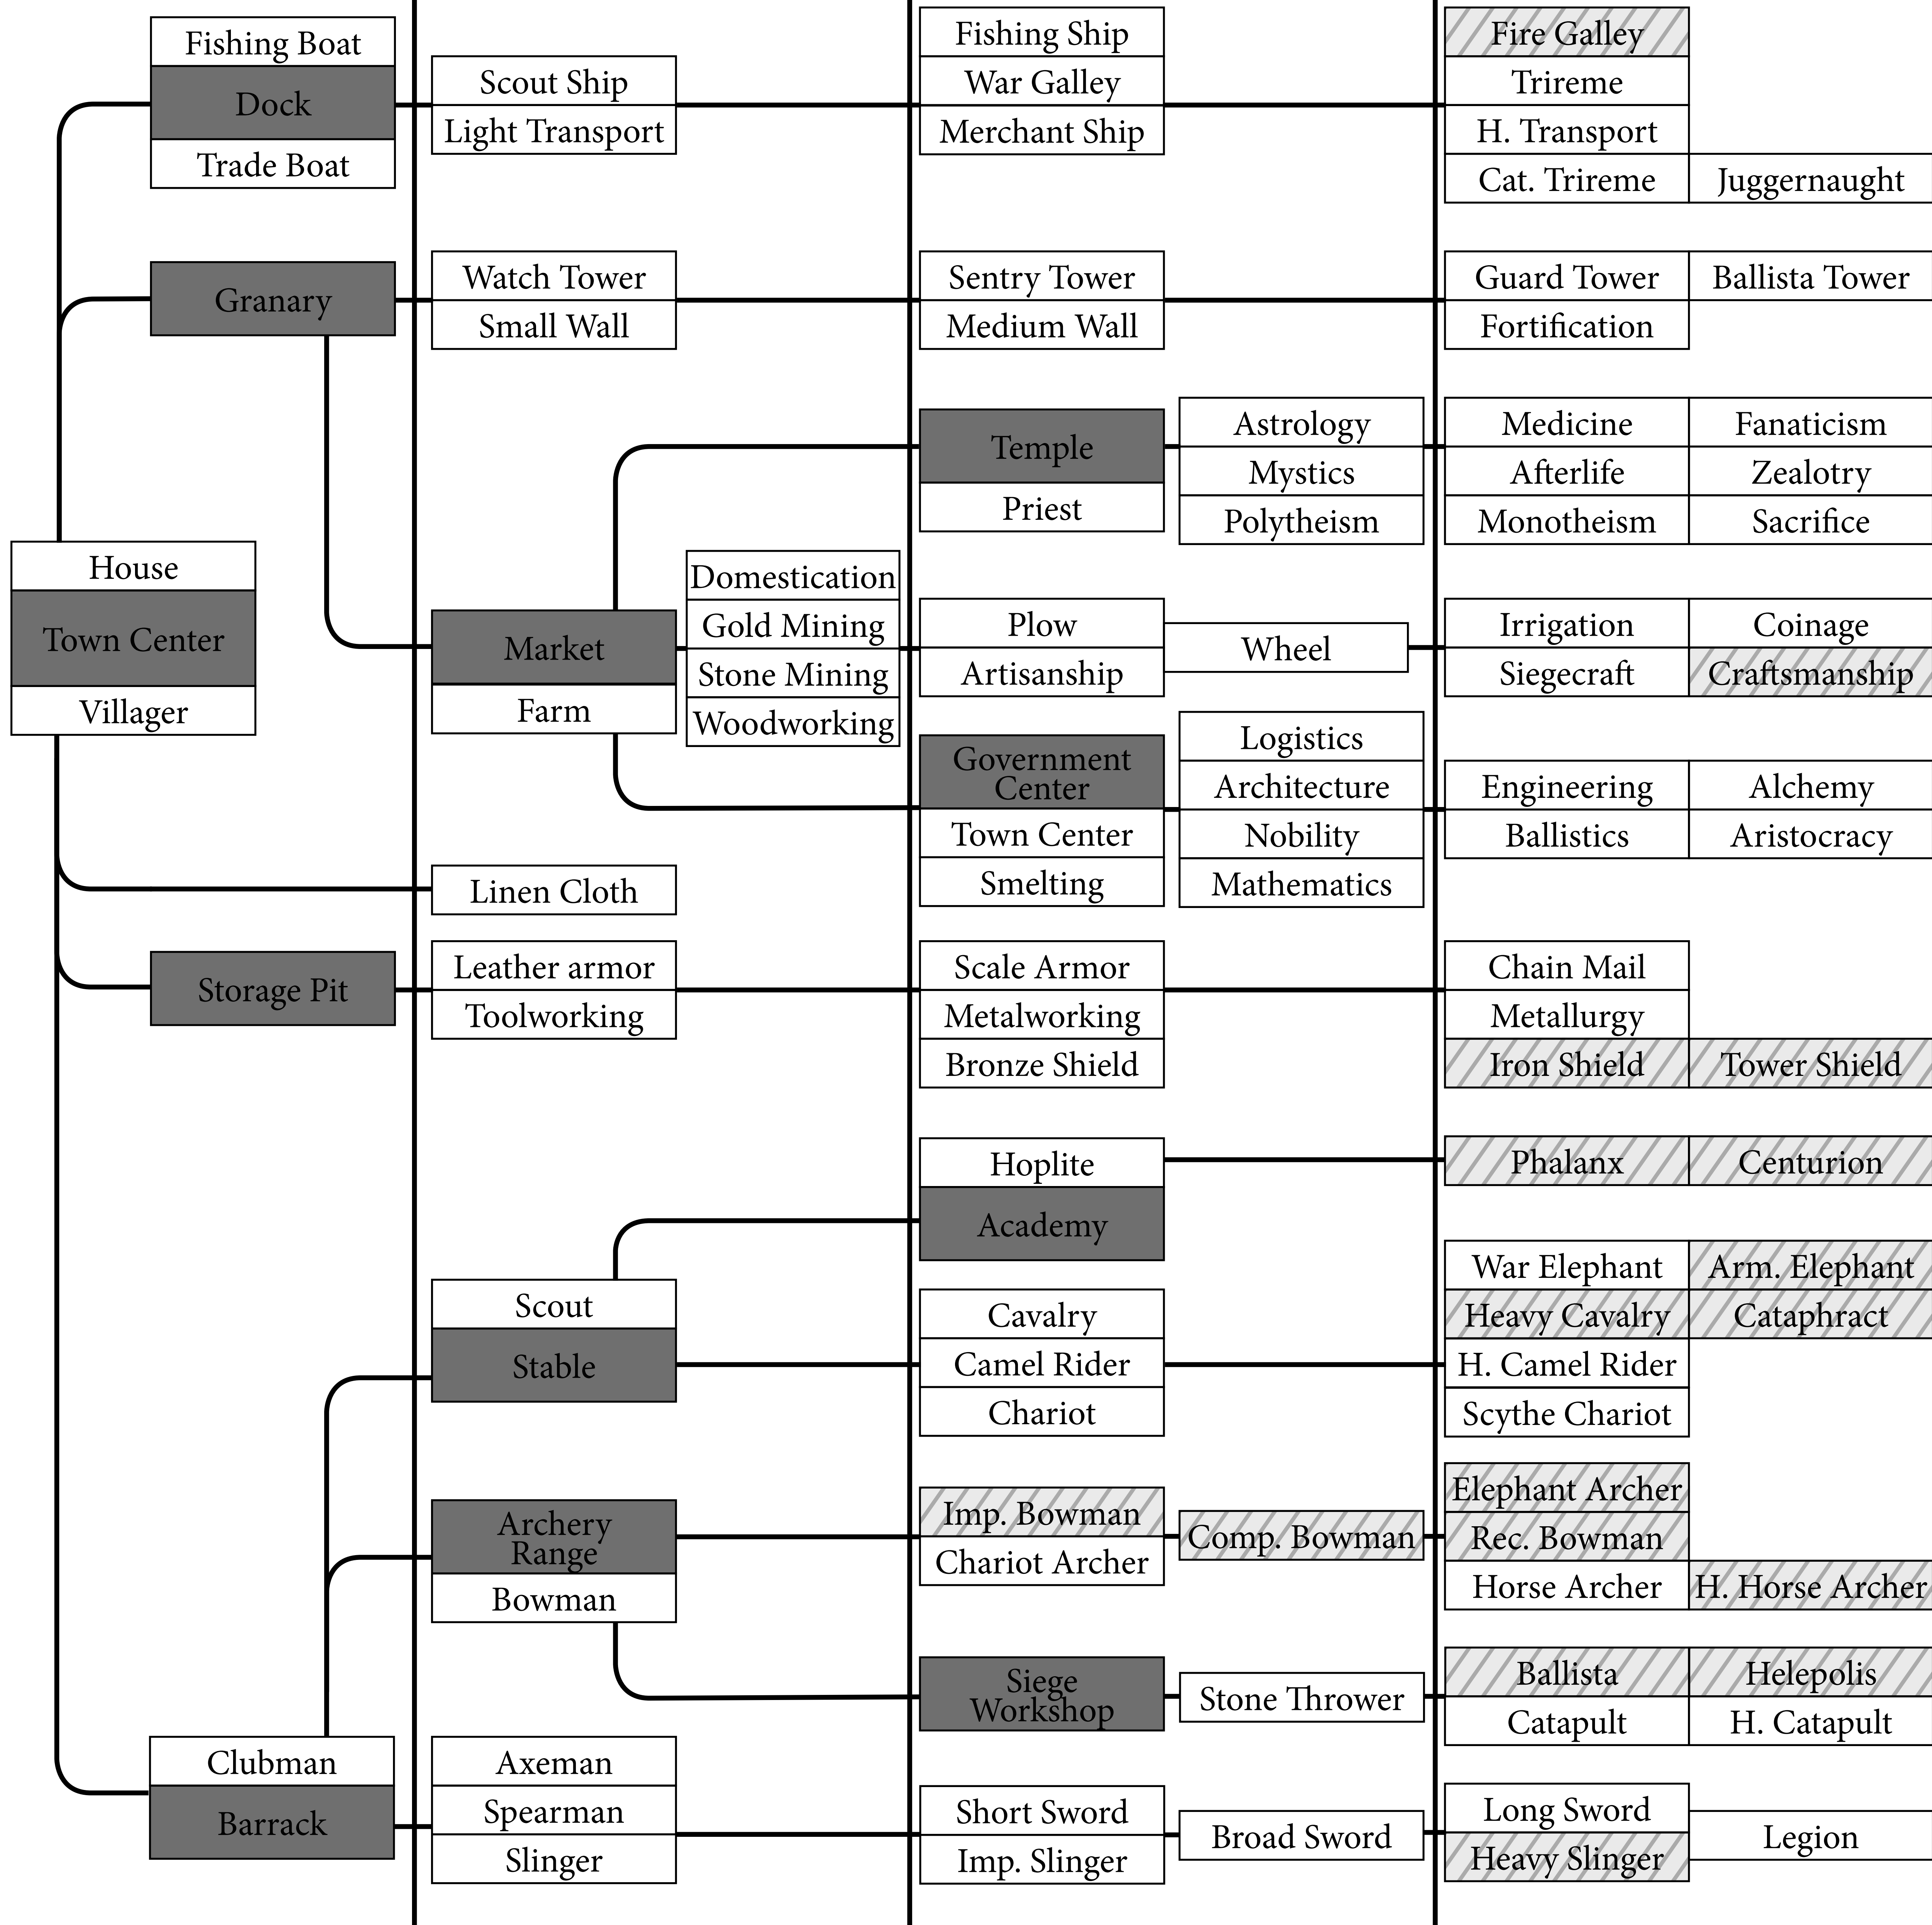 Fishing Boat
Dock
Trade Boat
Scout Ship
Light Transport
Fishing Ship
War Galley
Merchant Ship
Fire Galley
Trireme
H. Transport
Cat. Trireme
Juggernaught
Granary
Watch Tower
Small Wall
Sentry Tower
Medium Wall
Guard Tower
Ballista Tower
Fortification
Temple
Priest
Astrology
Mystics
Polytheism
Medicine
Fanaticism
Afterlife
Zealotry
Monotheism
Sacrifice
House
Town Center
Villager
Market
Farm
Domestication
Gold Mining
Stone Mining
Woodworking
Plow
Artisanship
Wheel
Irrigation
Coinage
Siegecraft
Craftsmanship
Government
Center
Town Center
Smelting
Logistics
Architecture
Nobility
Mathematics
Engineering
Alchemy
Ballistics
Aristocracy
Linen Cloth
Storage Pit
Leather armor
Toolworking
Scale Armor
Metalworking
Bronze Shield
Chain Mail
Metallurgy
Iron Shield
Tower Shield
Hoplite
Academy
Phalanx
Centurion
Scout
Stable
Cavalry
Camel Rider
Chariot
War Elephant
Arm. Elephant
Heavy Cavalry
Cataphract
H. Camel Rider
Scythe Chariot
Archery
Range
Bowman
Imp. Bowman
Chariot Archer
Comp. Bowman
Elephant Archer
Rec. Bowman
Horse Archer
H. Horse Archer
Siege
Workshop
Stone Thrower
Ballista
Helepolis
Catapult
H. Catapult
Clubman
Barrack
Axeman
Spearman
Slinger
Short Sword
Imp. Slinger
Broad Sword
Long Sword
Heavy Slinger
Legion